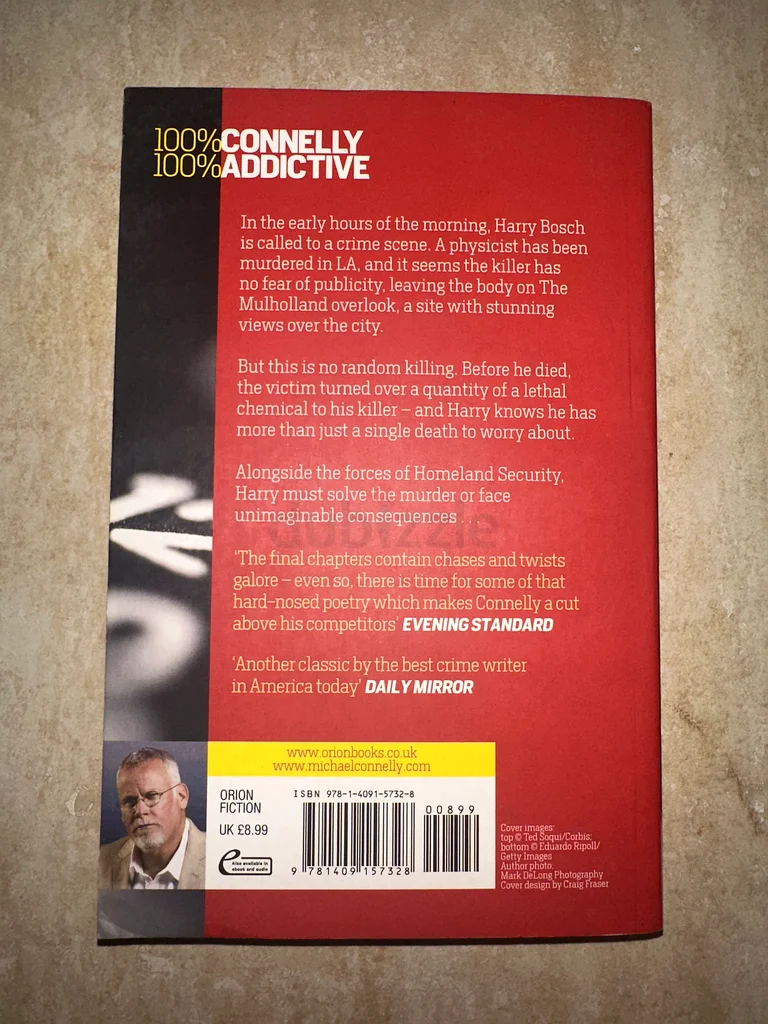 100%CONNELLY
100%ADDICTIVE
In the early hours of the morning, Harry Bosch
is called to a crime scene. A physicist has been
murdered in LA, and it seems the killer has
no fear of publicity, leaving the body on The
Mulholland overlook, a site with stunning
views over the city.
But this is no random killing. Before he died,
the victim turned over a quantity of a lethal
chemical to his killer – and Harry knows he has
more than just a single death to worry about.
Alongside the forces of Homeland Security,
Harry must solve the murder or face
unimaginable consequences . . .
dubizzle
'The final chapters contain chases and twists
galore – even so, there is time for some of that
hard-nosed poetry which makes Connelly a cut
above his competitors' EVENING STANDARD
'Another classic by the best crime writer
in America today' DAILY MIRROR
www.orionbooks.co.uk
www.michaelconnelly.com
ORION
FICTION
UK £8.99
e
Also available in
ebook and audio
ISBN 978-1-4091-5732-8
00899
9 781409 157328
Cover images:
top © Ted Soqui/Corbis;
bottom © Eduardo Ripoll/
Getty Images
Author photo:
Mark DeLong Photography
Cover design by Craig Fraser